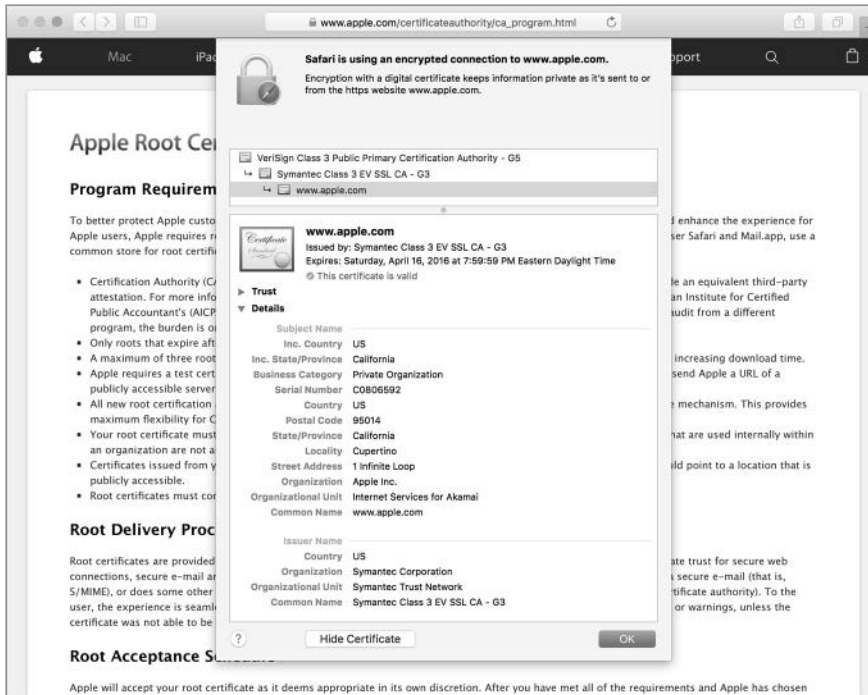 www.apple.com/certificateauthority/ca_program.html
Mac
iPa
pport
Safari is using an encrypted connection to www.apple.com.
Encryption with a digital certificate keeps information private as it's sent to or
from the https website www.apple.com.
VeriSign Class 3 Public Primary Certification Authority - G5
Symantec Class 3 EV SSL CA - G3
www.apple.com
Certificate
Standard
www.apple.com
Issued by: Symantec Class 3 EV SSL CA - G3
Expires: Saturday, April 16, 2016 at 7:59:59 PM Eastern Daylight Time
This certificate is valid
Trust
Details
Subject Name
Inc. Country US
Inc. State/Province California
Business Category Private Organization
Serial Number C0806592
Country US
Postal Code 95014
State/Province California
Locality Cupertino
Street Address 1 Infinite Loop
Organization Apple Inc.
Organizational Unit Internet Services for Akamai
Common Name www.apple.com
Issuer Name
Country US
Organization Symantec Corporation
Organizational Unit Symantec Trust Network
Common Name Symantec Class 3 EV SSL CA - G3
? Hide Certificate OK
Apple Root Ce
Program Requirem
To better protect Apple custo d enhance the experience for
Apple users, Apple requires r ser Safari and Mail.app, use a
common store for root certifi
Certification Authority (CA de an equivalent third-party
attestation. For more info an Institute for Certified
Public Accountant's (AICP audit from a different
program, the burden is o
Only roots that expire aft
A maximum of three root increasing download time.
Apple requires a test cert send Apple a URL of a
publicly accessible server
All new root certification e mechanism. This provides
maximum flexibility for C
Your root certificate must hat are used internally within
an organization are not a
Certificates issued from y ld point to a location that is
publicly accessible.
Root certificates must cor
Root Delivery Proc
Root certificates are provided ate trust for secure web
connections, secure e-mail a secure e-mail (that is,
S/MIME), or does some other tificate authority). To the
user, the experience is seaml or warnings, unless the
certificate was not able to be
Root Acceptance S
Apple will accept your root certificate as it deems appropriate in its own discretion. After you have met all of the requirements and Apple has chosen